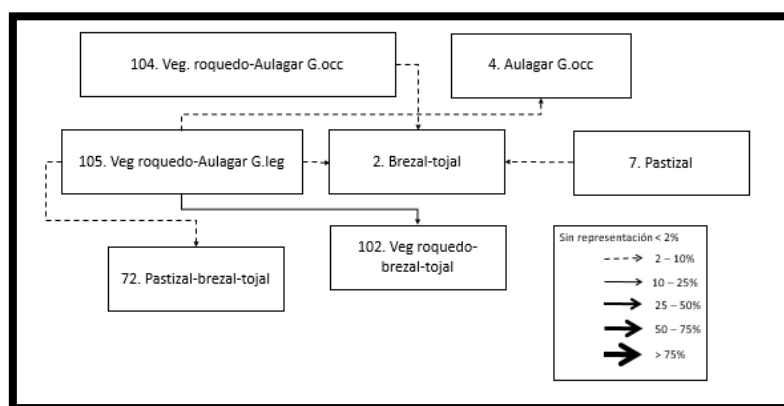 104. Veg. roquedo-Aulagar G.occ
4. Aulagar G.occ
105. Veg roquedo-Aulagar G.leg
2. Brezal-tojal
7. Pastizal
72. Pastizal-brezal-tojal
102. Veg roquedo-
brezal-tojal
Sin representación < 2%
2 – 10%
10 – 25%
25 – 50%
50 – 75%
> 75%